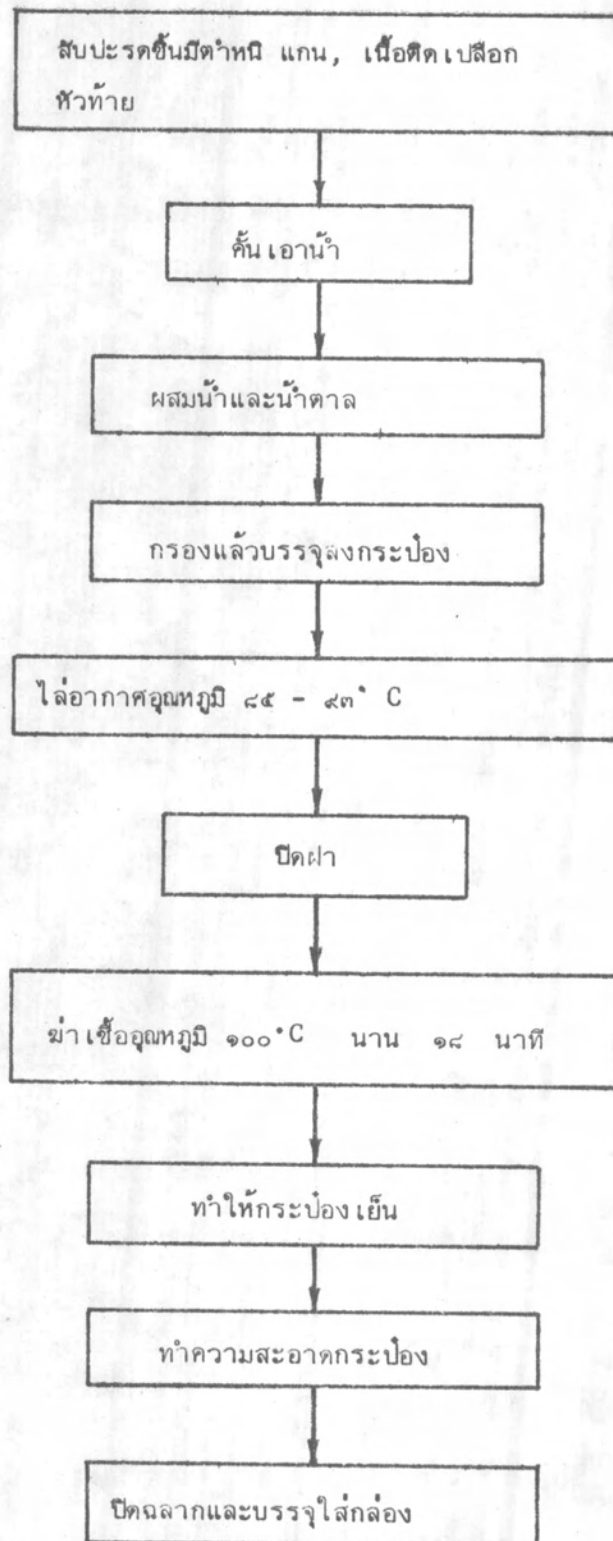 สับปะรดชิ้นมีตำหนิ แกน, เนื้อติดเปลือก
หัวท้าย
คั้นเอาน้ำ
ผสมน้ำและน้ำตาล
กรองแล้วบรรจุลงกระป๋อง
ไล่อากาศอุณหภูมิ ๘๕ - ๙๓° C
ปิดฝา
ฆ่าเชื้ออุณหภูมิ ๑๐๐°C นาน ๑๘ นาที
ทำให้กระป๋องเย็น
ทำความสะอาดกระป๋อง
ปิดฉลากและบรรจุใส่กล่อง